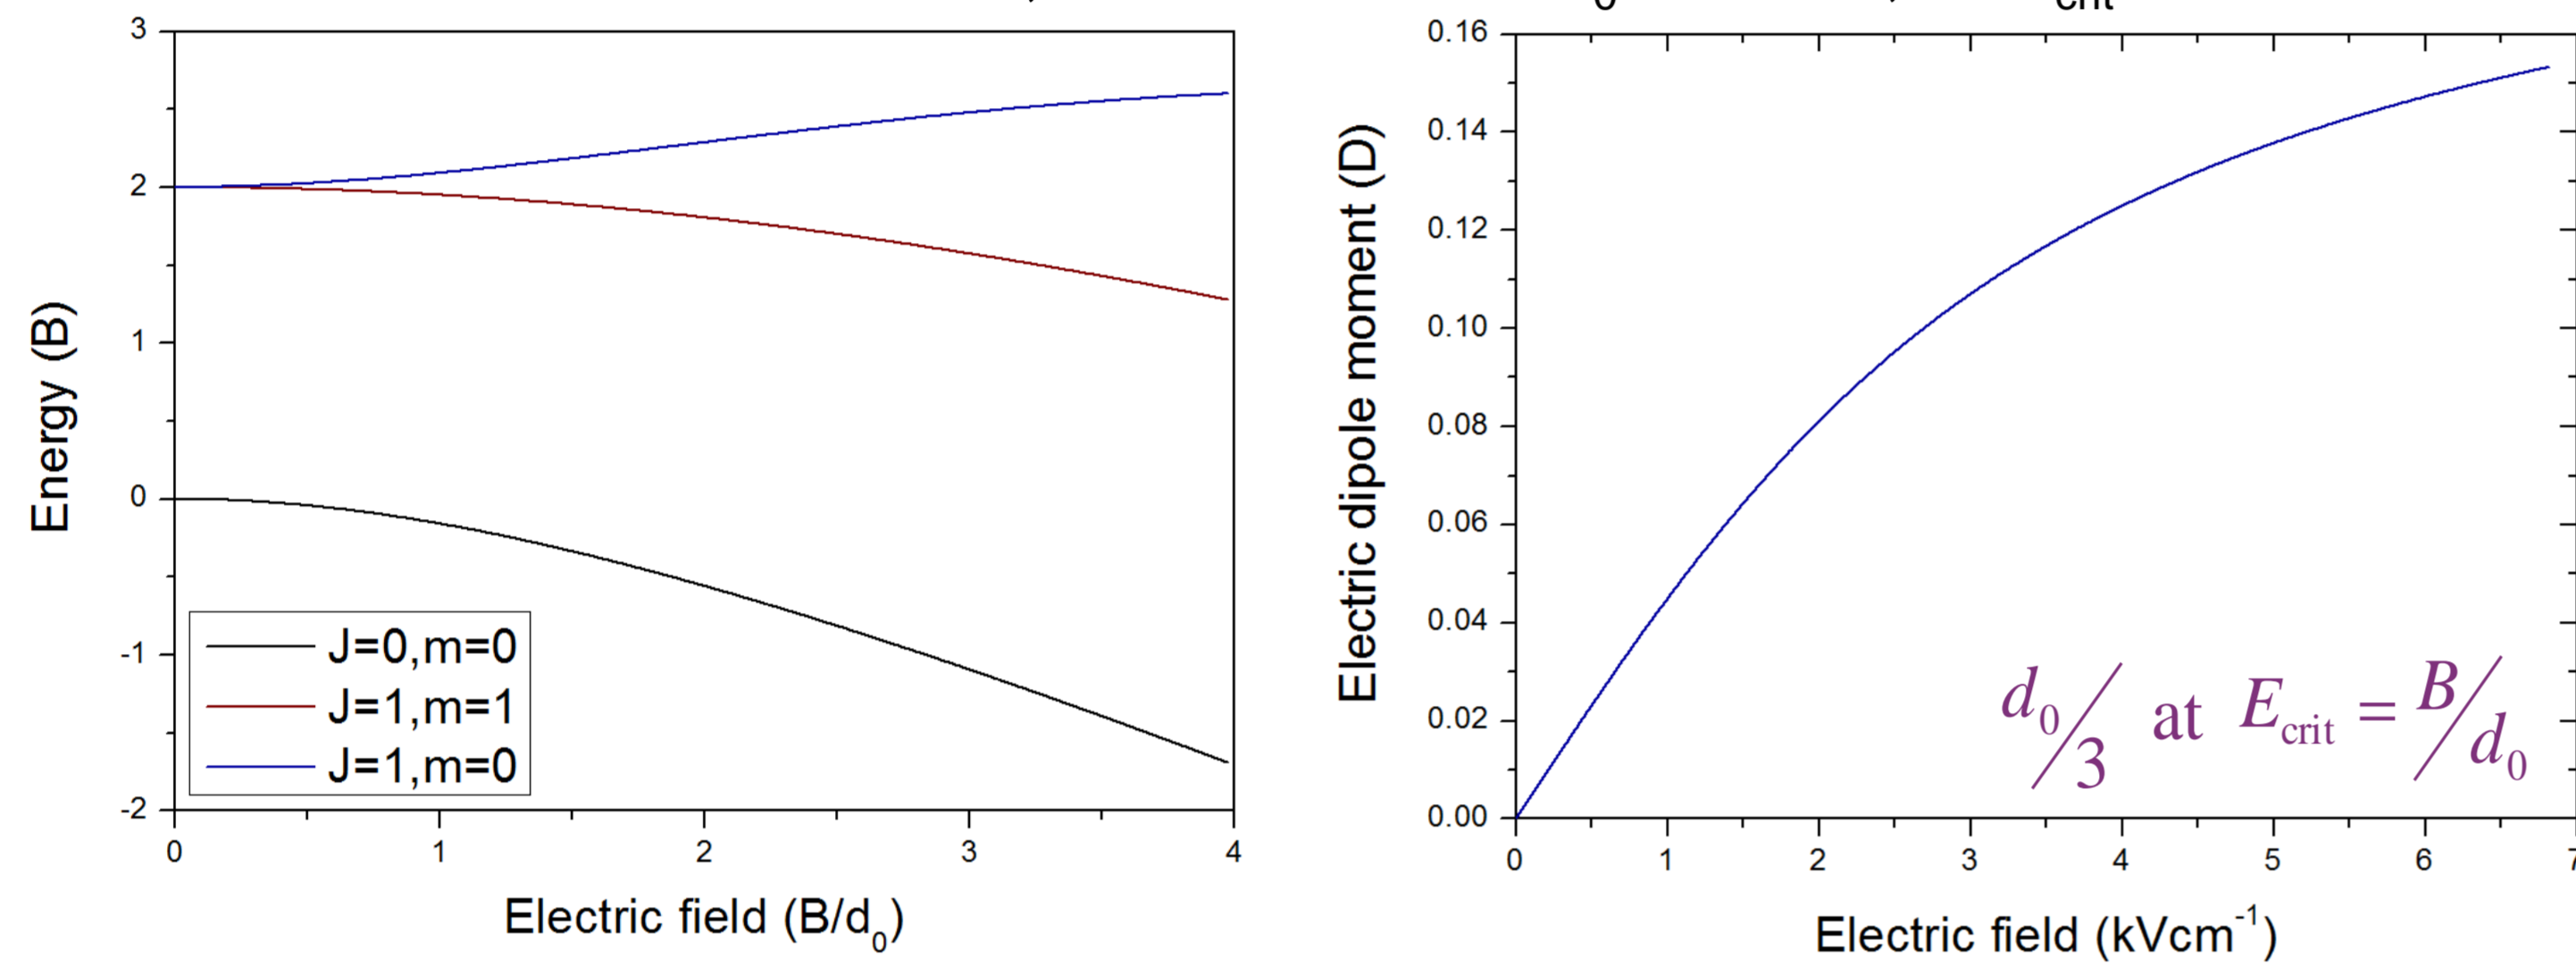 0
crit
3
2
1
0
-1
-2
0 1 2 3 4
Energy (B)
Electric field (B/d0)
J=0,m=0
J=1,m=1
J=1,m=0
0.16
0.14
0.12
0.10
0.08
0.06
0.04
0.02
0.00
0 1 2 3 4 5 6 7
Electric dipole moment (D)
Electric field (kVcm-1)
d0/3 at Ecrit = B/d0